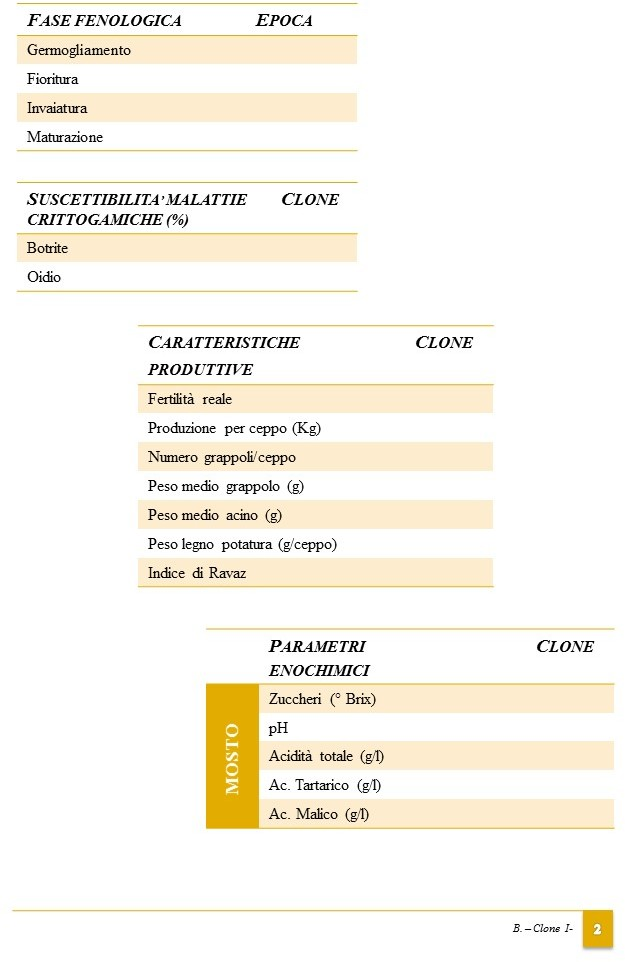 FASE FENOLOGICA EPOCA
Germogliamento
Fioritura
Invaiatura
Maturazione
SUSCETTIBILITA' MALATTIE CLONE
CRITTOGAMICHE (%)
Botrite
Oidio
CARATTERISTICHE CLONE
PRODUTTIVE
Fertilità reale
Produzione per ceppo (Kg)
Numero grappoli/ceppo
Peso medio grappolo (g)
Peso medio acino (g)
Peso legno potatura (g/ceppo)
Indice di Ravaz
PARAMETRI CLONE
ENOCHIMICI
MOSTO
Zuccheri (° Brix)
pH
Acidità totale (g/l)
Ac. Tartarico (g/l)
Ac. Malico (g/l)
B. – Clone I- 2